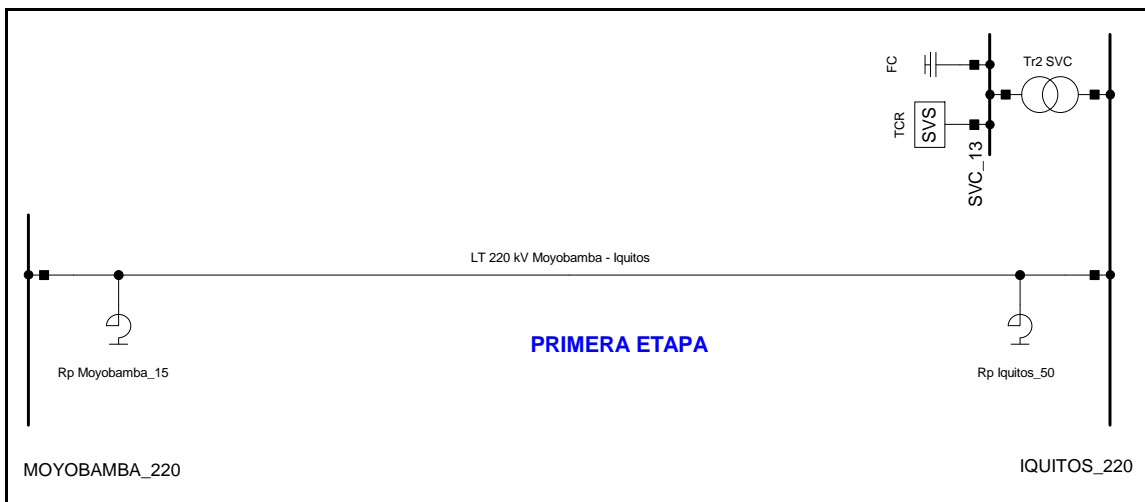 FC
Tr2 SVC
TCR
SVS
SVC_13
LT 220 kV Moyobamba - Iquitos
PRIMERA ETAPA
Rp Moyobamba_15
Rp Iquitos_50
MOYOBAMBA_220
IQUITOS_220